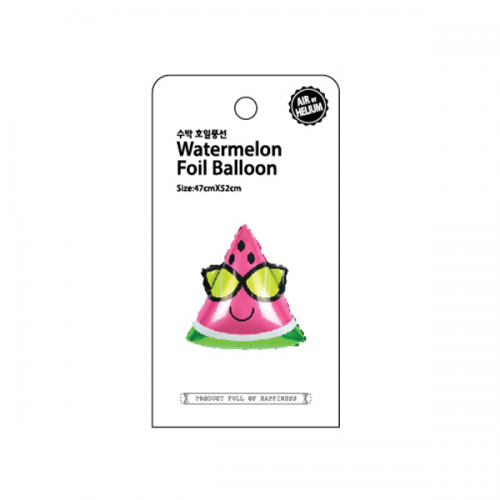 AIR or
HELIUM
수박 호일풍선
Watermelon
Foil Balloon
Size:47cmX52cm
PRODUCT FULL OF HAPPINESS